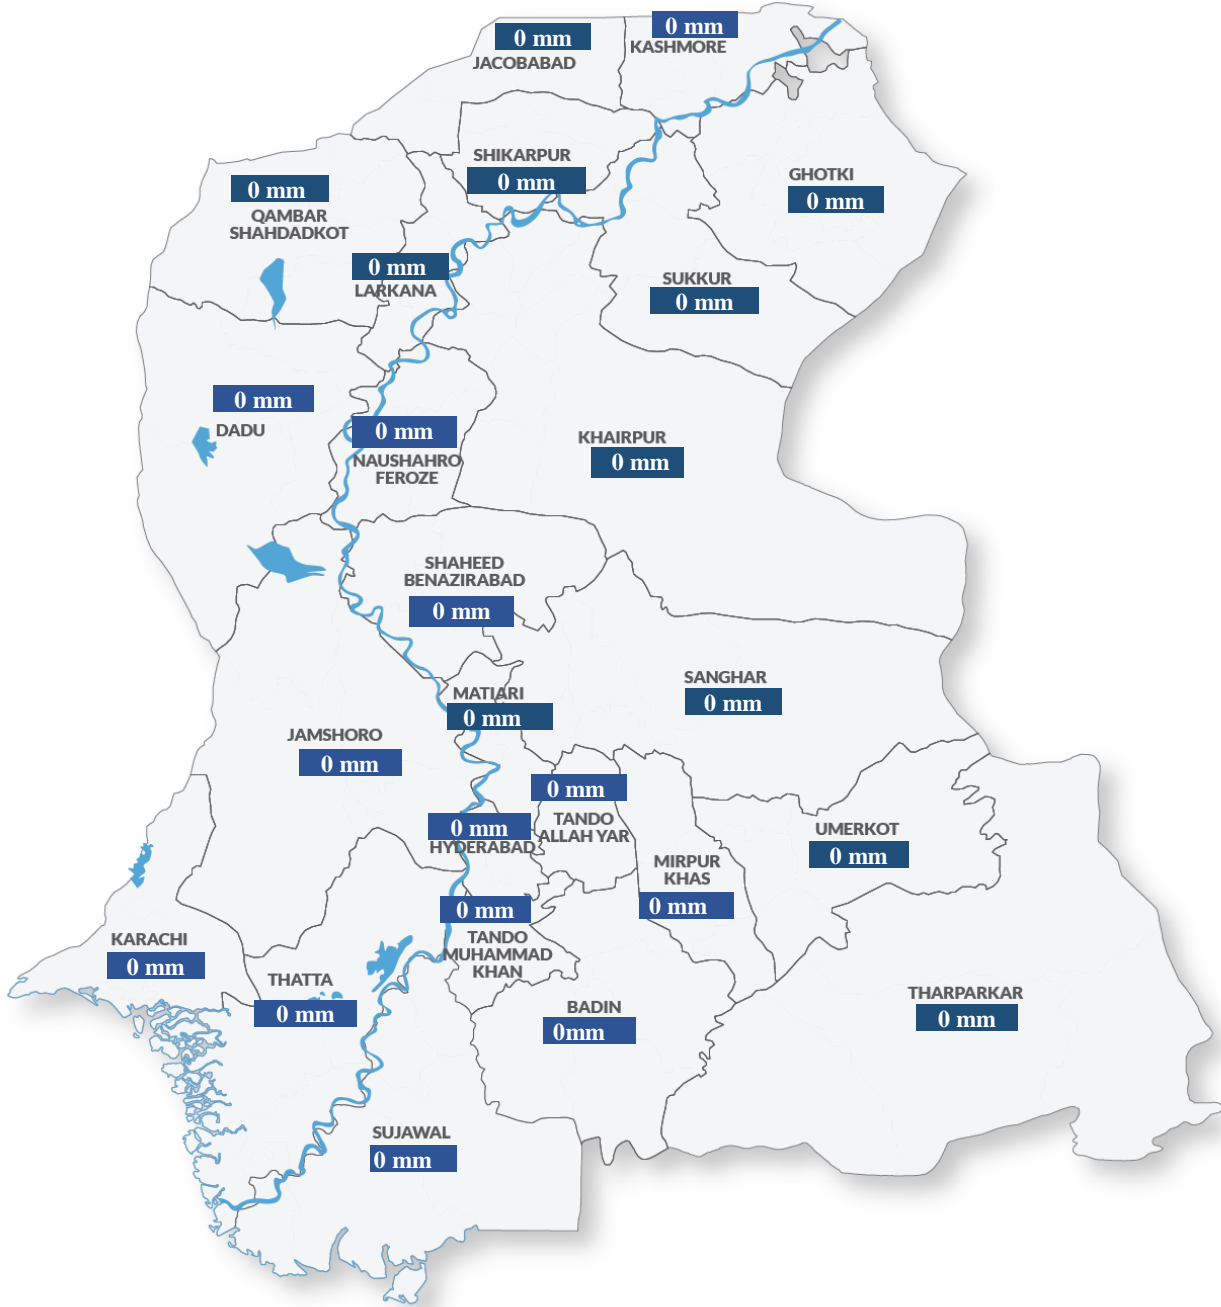 0 mm
KASHMORE
0 mm
JACOBABAD
SHIKARPUR
0 mm
GHOTKI
0 mm
0 mm
QAMBAR
SHAHDADKOT
0 mm
LARKANA
SUKKUR
0 mm
0 mm
DADU
0 mm
NAUSHAHRO
FEROZE
KHAIRPUR
0 mm
SHAHEED
BENAZIRABAD
0 mm
SANGHAR
0 mm
MATIARI
0 mm
JAMSHORO
0 mm
0 mm
TANDO
ALLAH YAR
0 mm
HYDERABAD
UMERKOT
0 mm
MIRPUR
KHAS
0 mm
0 mm
TANDO
MUHAMMAD
KHAN
KARACHI
0 mm
THATTA
0 mm
BADIN
0mm
THARPARKAR
0 mm
SUJAWAL
0 mm